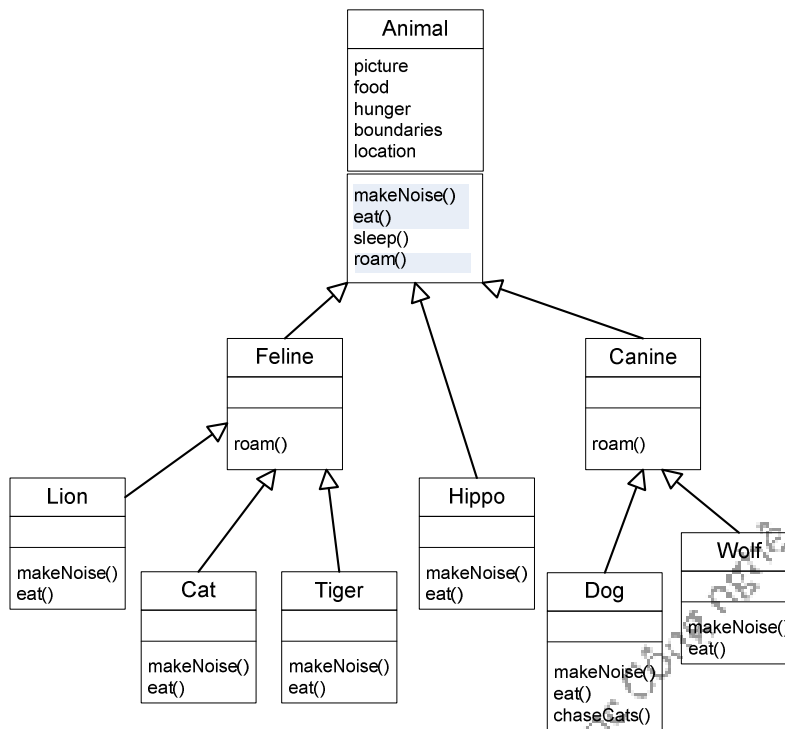 Animal
picture
food
hunger
boundaries
location
makeNoise()
eat()
sleep()
roam()
Feline
roam()
Canine
roam()
Lion
makeNoise()
eat()
Cat
makeNoise()
eat()
Tiger
makeNoise()
eat()
Hippo
makeNoise()
eat()
Dog
makeNoise()
eat()
chaseCats()
Wolf
makeNoise()
eat()